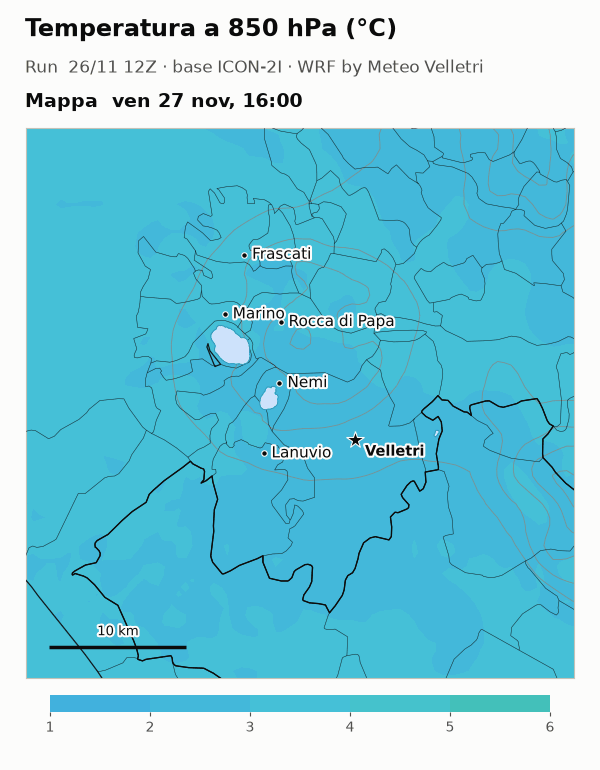 Temperatura a 850 hPa (°C)
Run 26/11 12Z · base ICON-2I · WRF by Meteo Velletri
Mappa ven 27 nov, 16:00
Frascati
Marino
Rocca di Papa
Nemi
Velletri
Lanuvio
10 km
1 2 3 4 5 6